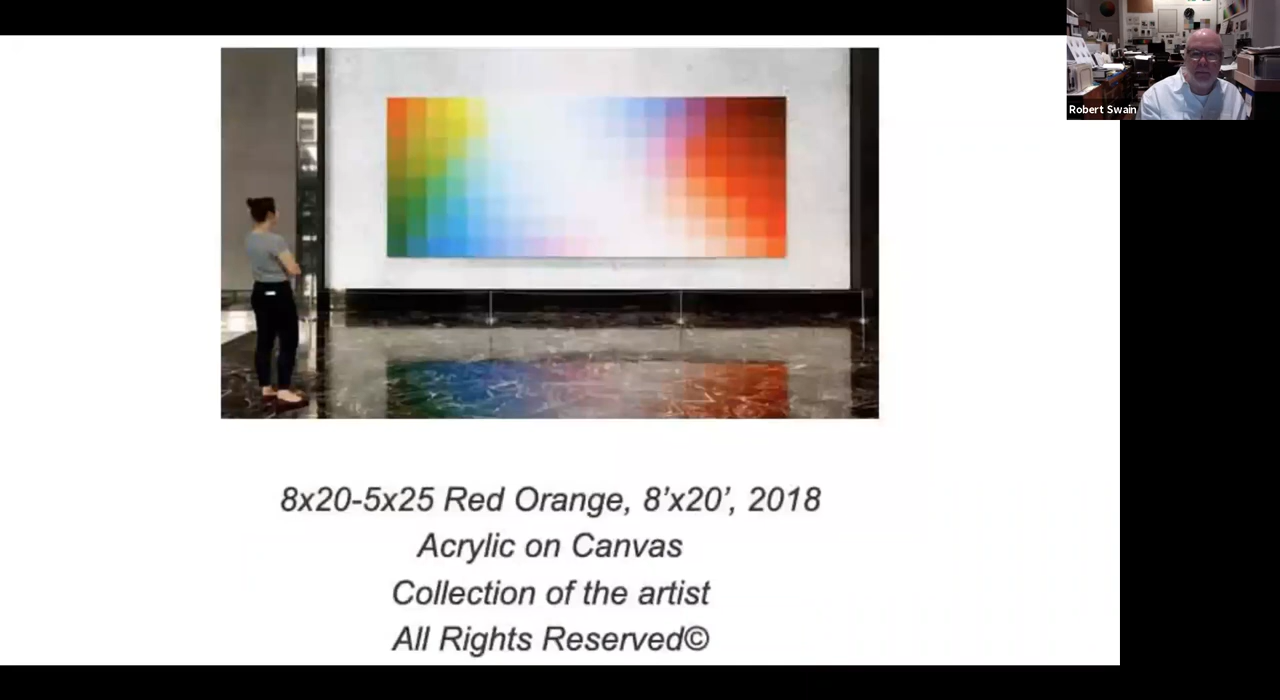 Robert Swain
8x20-5x25 Red Orange, 8’x20’, 2018
Acrylic on Canvas
Collection of the artist
All Rights Reserved©